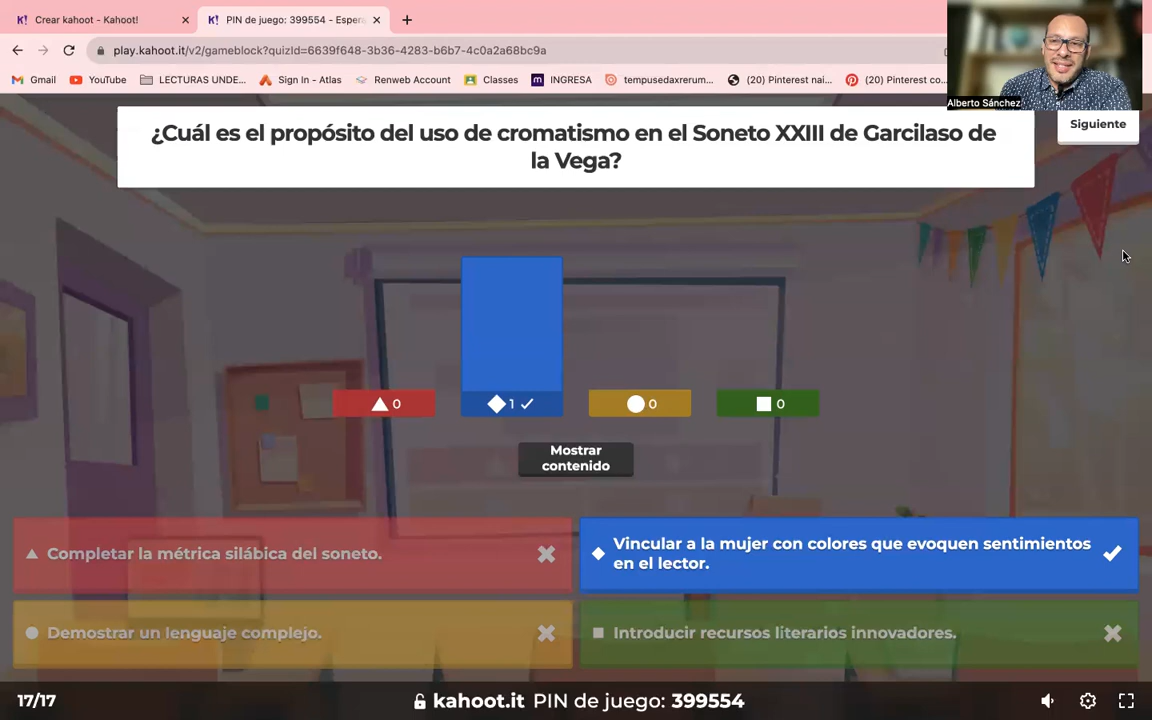 Crear kahoot - Kahoot!
PIN de juego: 399554 - Espera
play.kahoot.it/v2/gameblock?quizId=6639f648-3b36-4283-b6b7-4c0a2a68bc9a
Gmail
YouTube
LECTURAS UNDE...
Sign In - Atlas
Renweb Account
Classes
INGRESA
tempusedaxrerum...
(20) Pinterest nai...
(20) Pinterest co...
Alberto Sánchez
Siguiente
¿Cuál es el propósito del uso de cromatismo en el Soneto XXIII de Garcilaso de
la Vega?
0
1
0
0
Mostrar
contenido
Completar la métrica silábica del soneto.
Vincular a la mujer con colores que evoquen sentimientos
en el lector.
Demostrar un lenguaje complejo.
Introducir recursos literarios innovadores.
17/17
kahoot.it PIN de juego: 399554